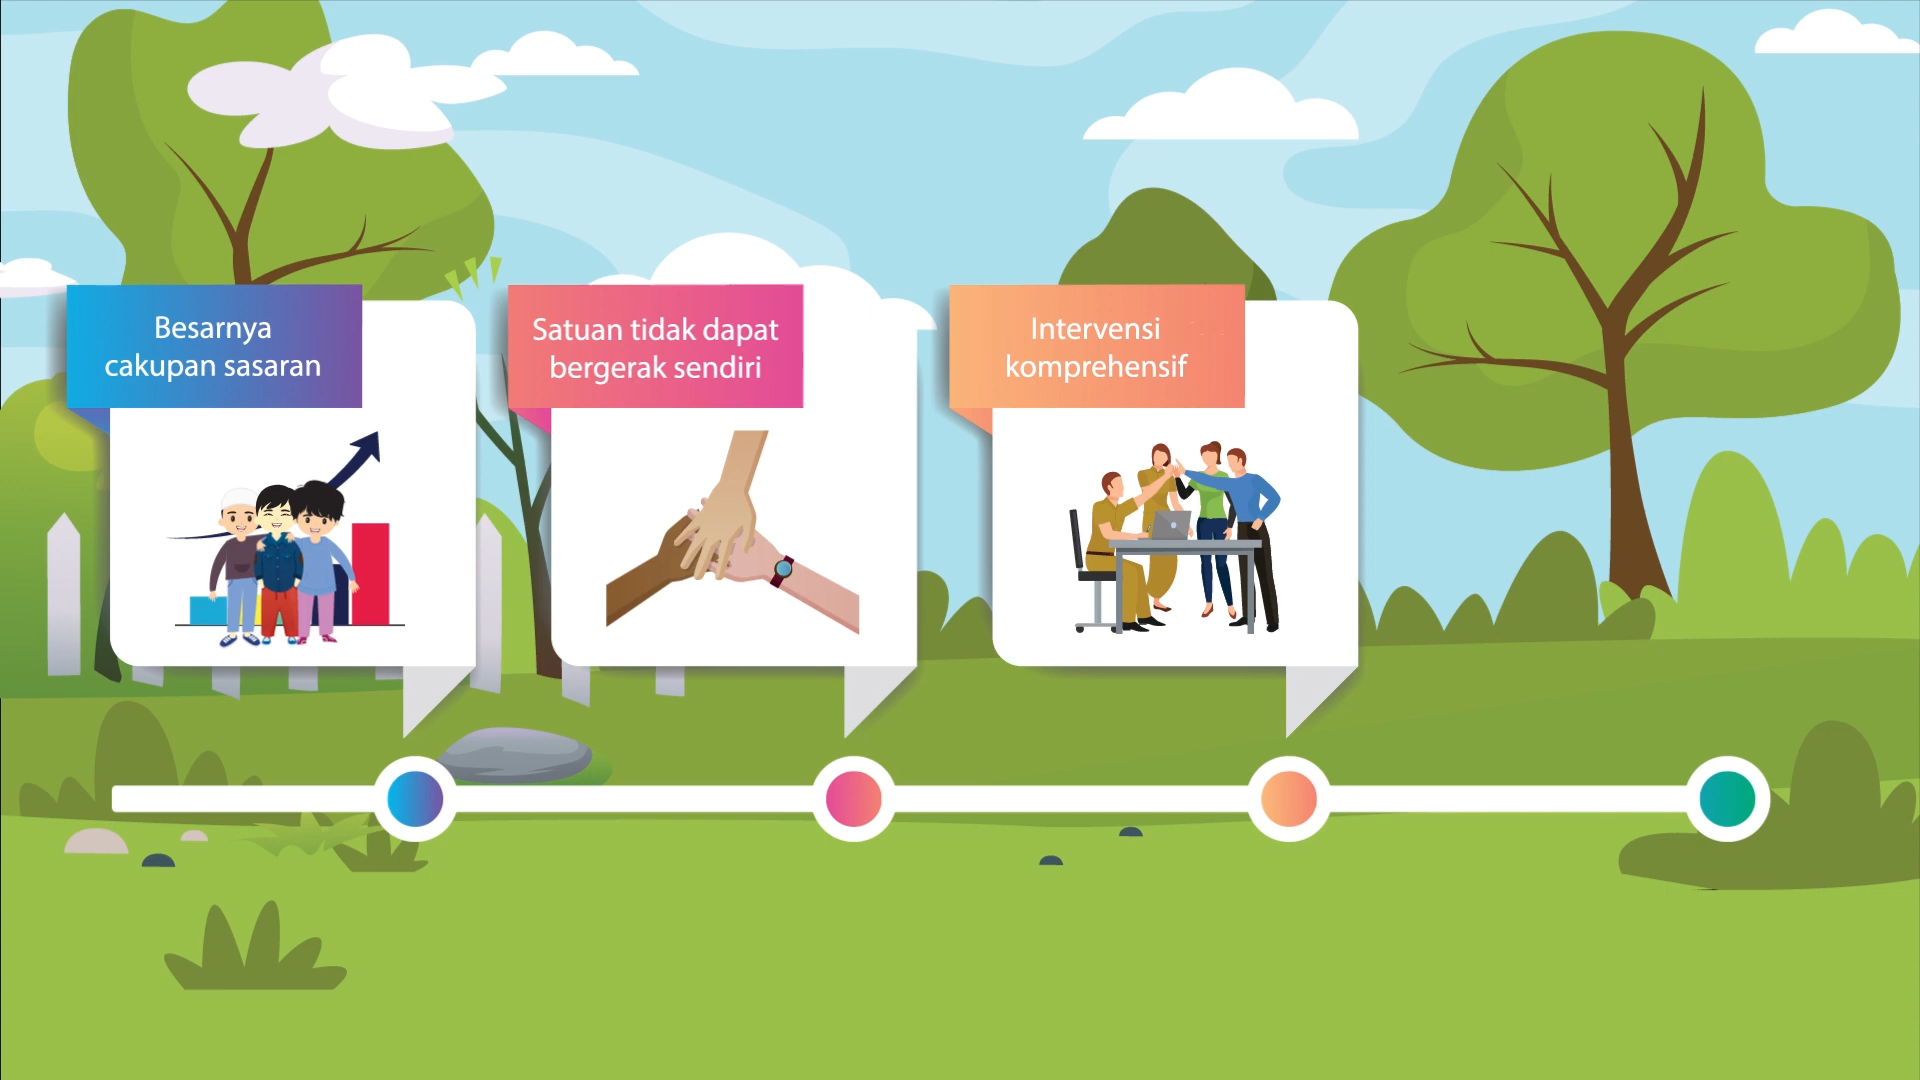 Besarnya
cakupan sasaran
Satuan tidak dapat
bergerak sendiri
Intervensi
komprehensif